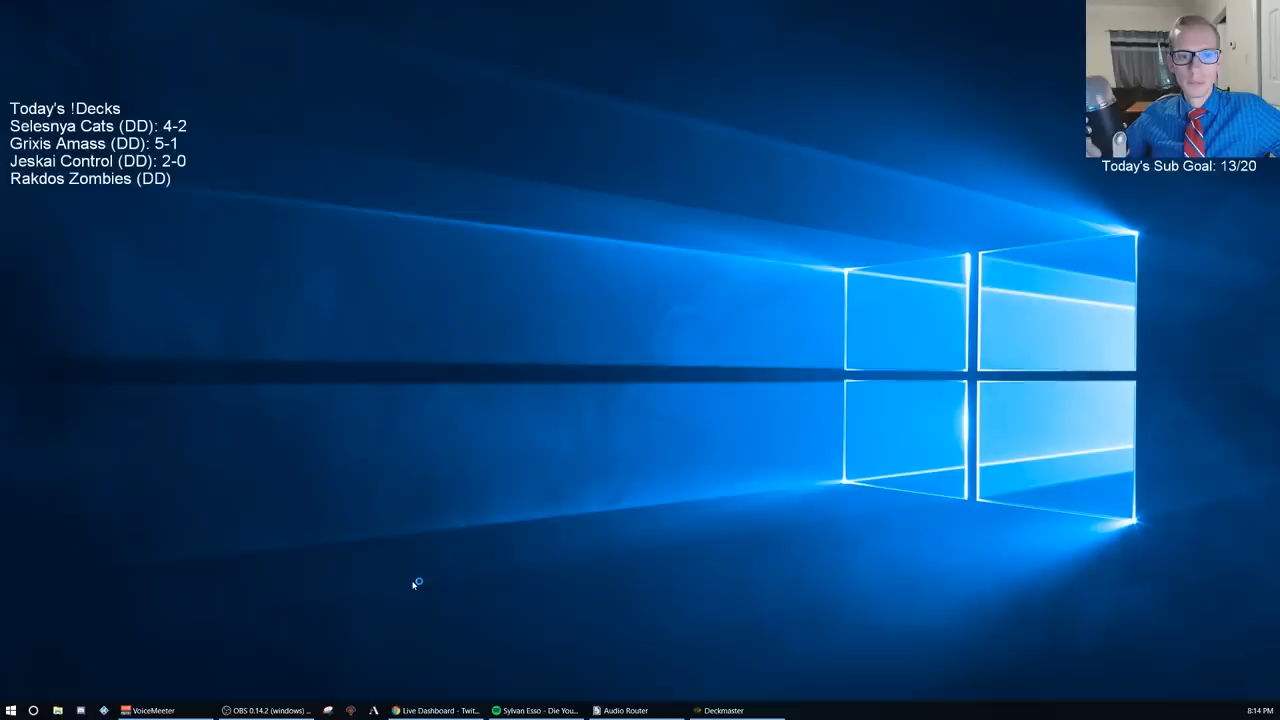 Today's !Decks
Selesnya Cats (DD): 4-2
Grixis Amass (DD): 5-1
Jeskai Control (DD): 2-0
Rakdos Zombies (DD)
Today's Sub Goal: 13/20
VoiceMeeter
OBS 0.14.2 (windows) ...
Live Dashboard - Twit...
Sylvan Esso - Die You...
Audio Router
Deckmaster
8:14 PM